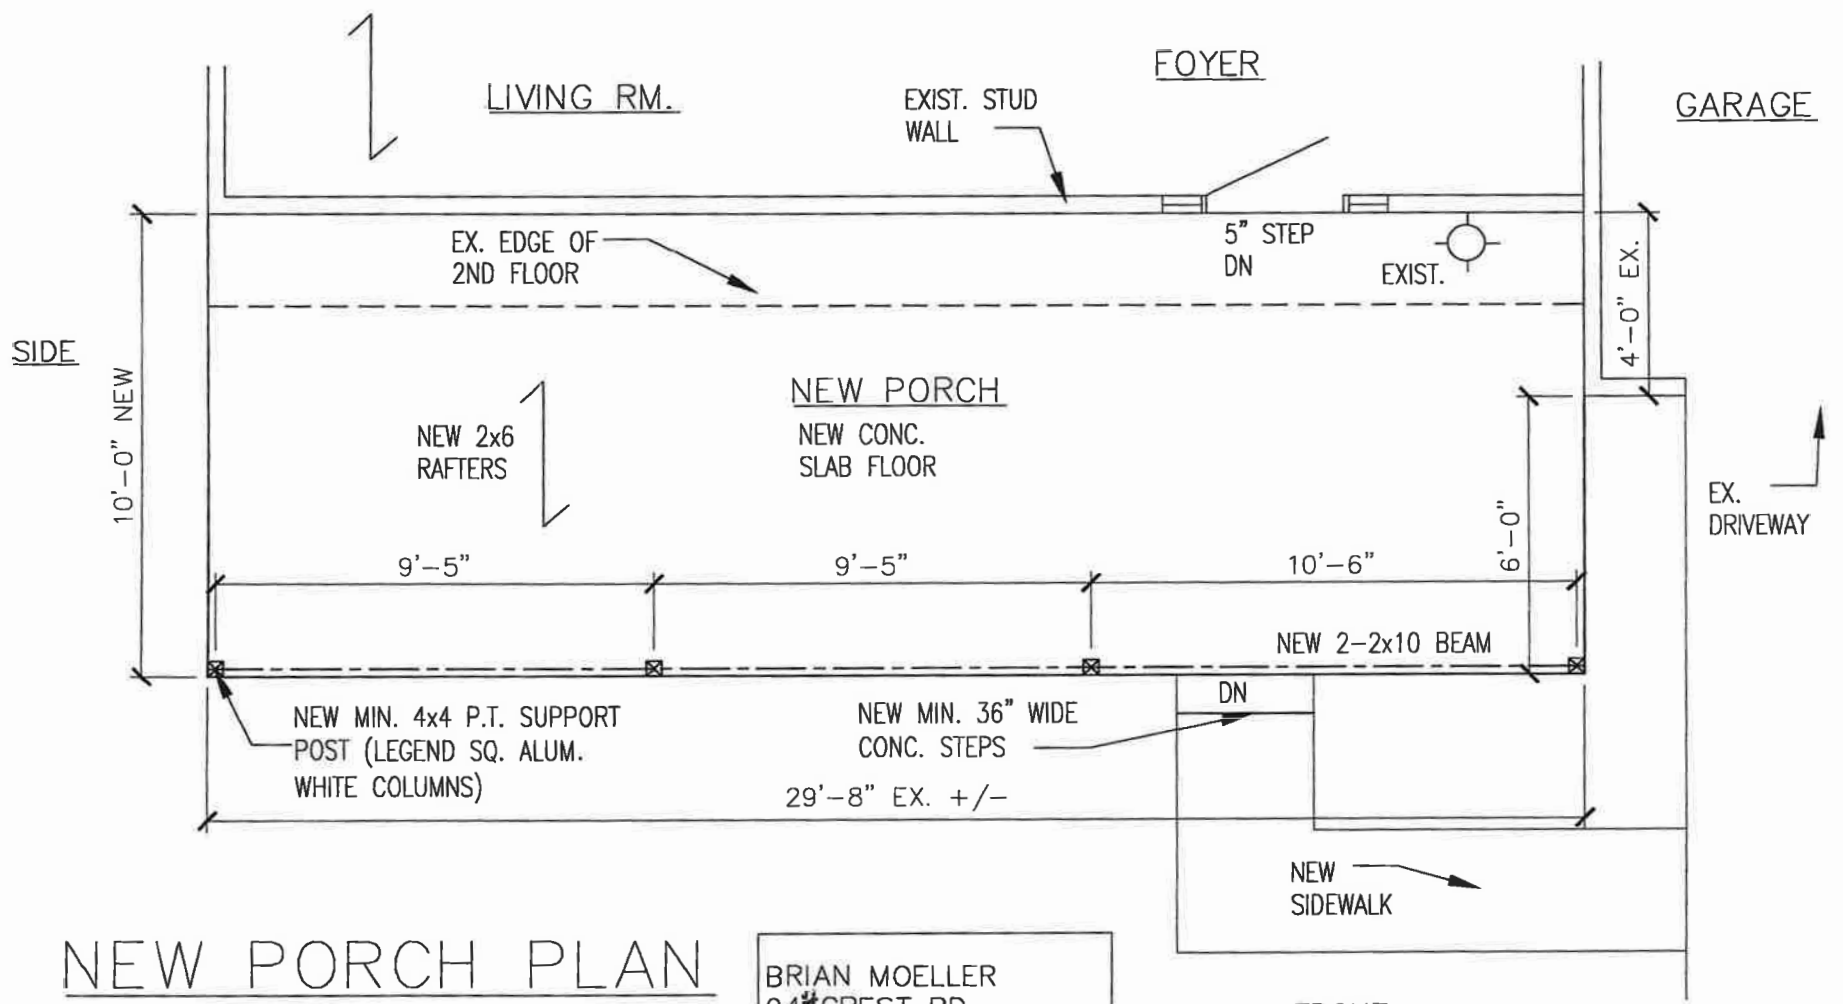 LIVING RM.
FOYER
GARAGE
EXIST. STUD
WALL
EX. EDGE OF
2ND FLOOR
5" STEP
DN
EXIST.
4'-0" EX.
SIDE
10'-0" NEW
NEW PORCH
NEW CONC.
SLAB FLOOR
NEW 2x6
RAFTERS
EX.
DRIVEWAY
6'-0"
9'-5"
9'-5"
10'-6"
NEW 2-2x10 BEAM
DN
NEW MIN. 4x4 P.T. SUPPORT
POST (LEGEND SQ. ALUM.
WHITE COLUMNS)
NEW MIN. 36" WIDE
CONC. STEPS
29'-8" EX. +/-
NEW
SIDEWALK
NEW PORCH PLAN
BRIAN MOELLER
CREST RD